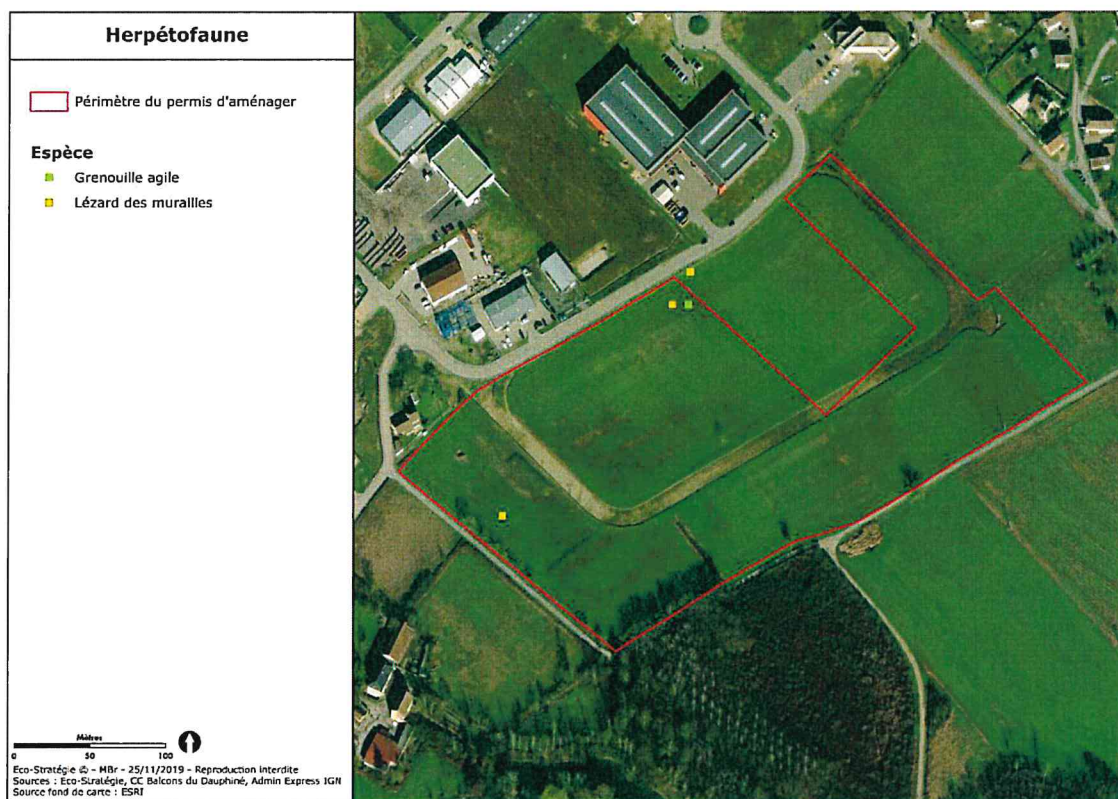 Herpétofaune
Périmètre du permis d'aménager
Espèce
Grenouille agile
Lézard des murailles
Mètres
0 50 100
Eco-Stratégie © - MBr - 25/11/2019 - Reproduction interdite
Sources : Eco-Stratégie, CC Balcons du Dauphiné, Admin Express IGN
Source fond de carte : ESRI